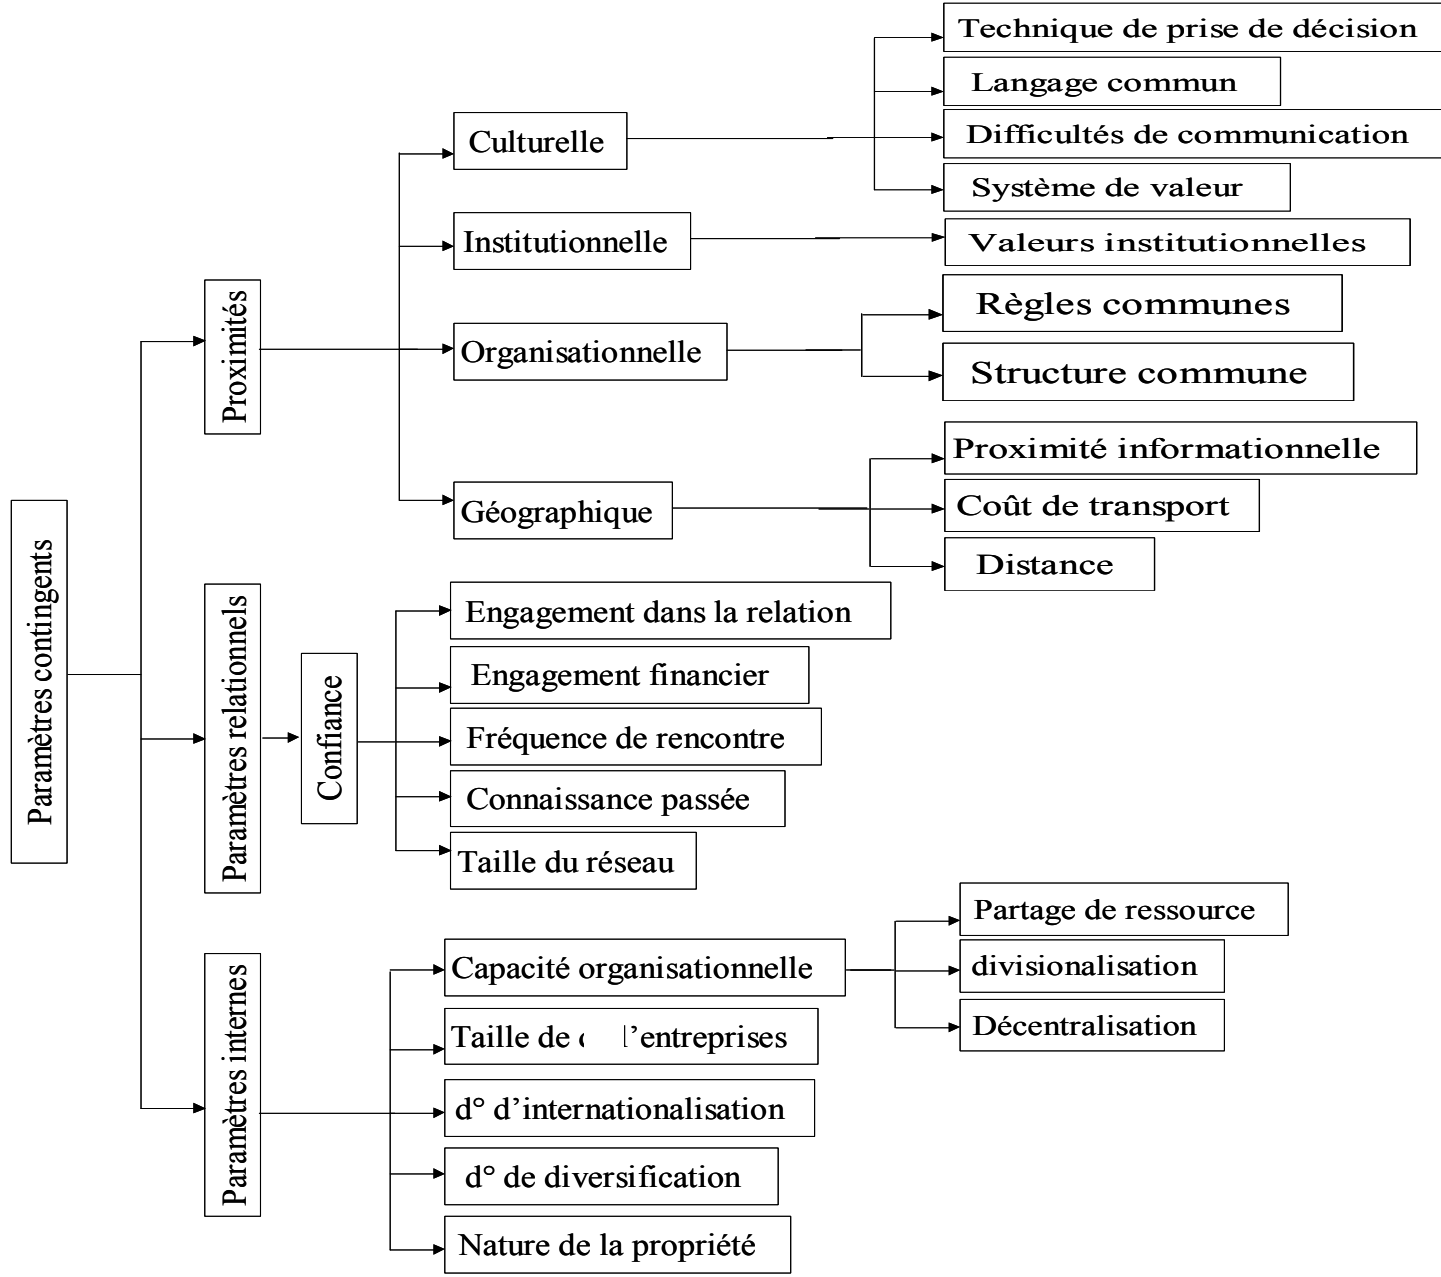 Paramètres contingents
Proximités
Culturelle
Technique de prise de décision
Langage commun
Difficultés de communication
Système de valeur
Institutionnelle
Valeurs institutionnelles
Organisationnelle
Règles communes
Structure commune
Géographique
Proximité informationnelle
Coût de transport
Distance
Paramètres relationnels
Confiance
Engagement dans la relation
Engagement financier
Fréquence de rencontre
Connaissance passée
Taille du réseau
Paramètres internes
Capacité organisationnelle
Partage de ressource
divisionalisation
Décentralisation
Taille de l’entreprises
d° d’internationalisation
d° de diversification
Nature de la propriété